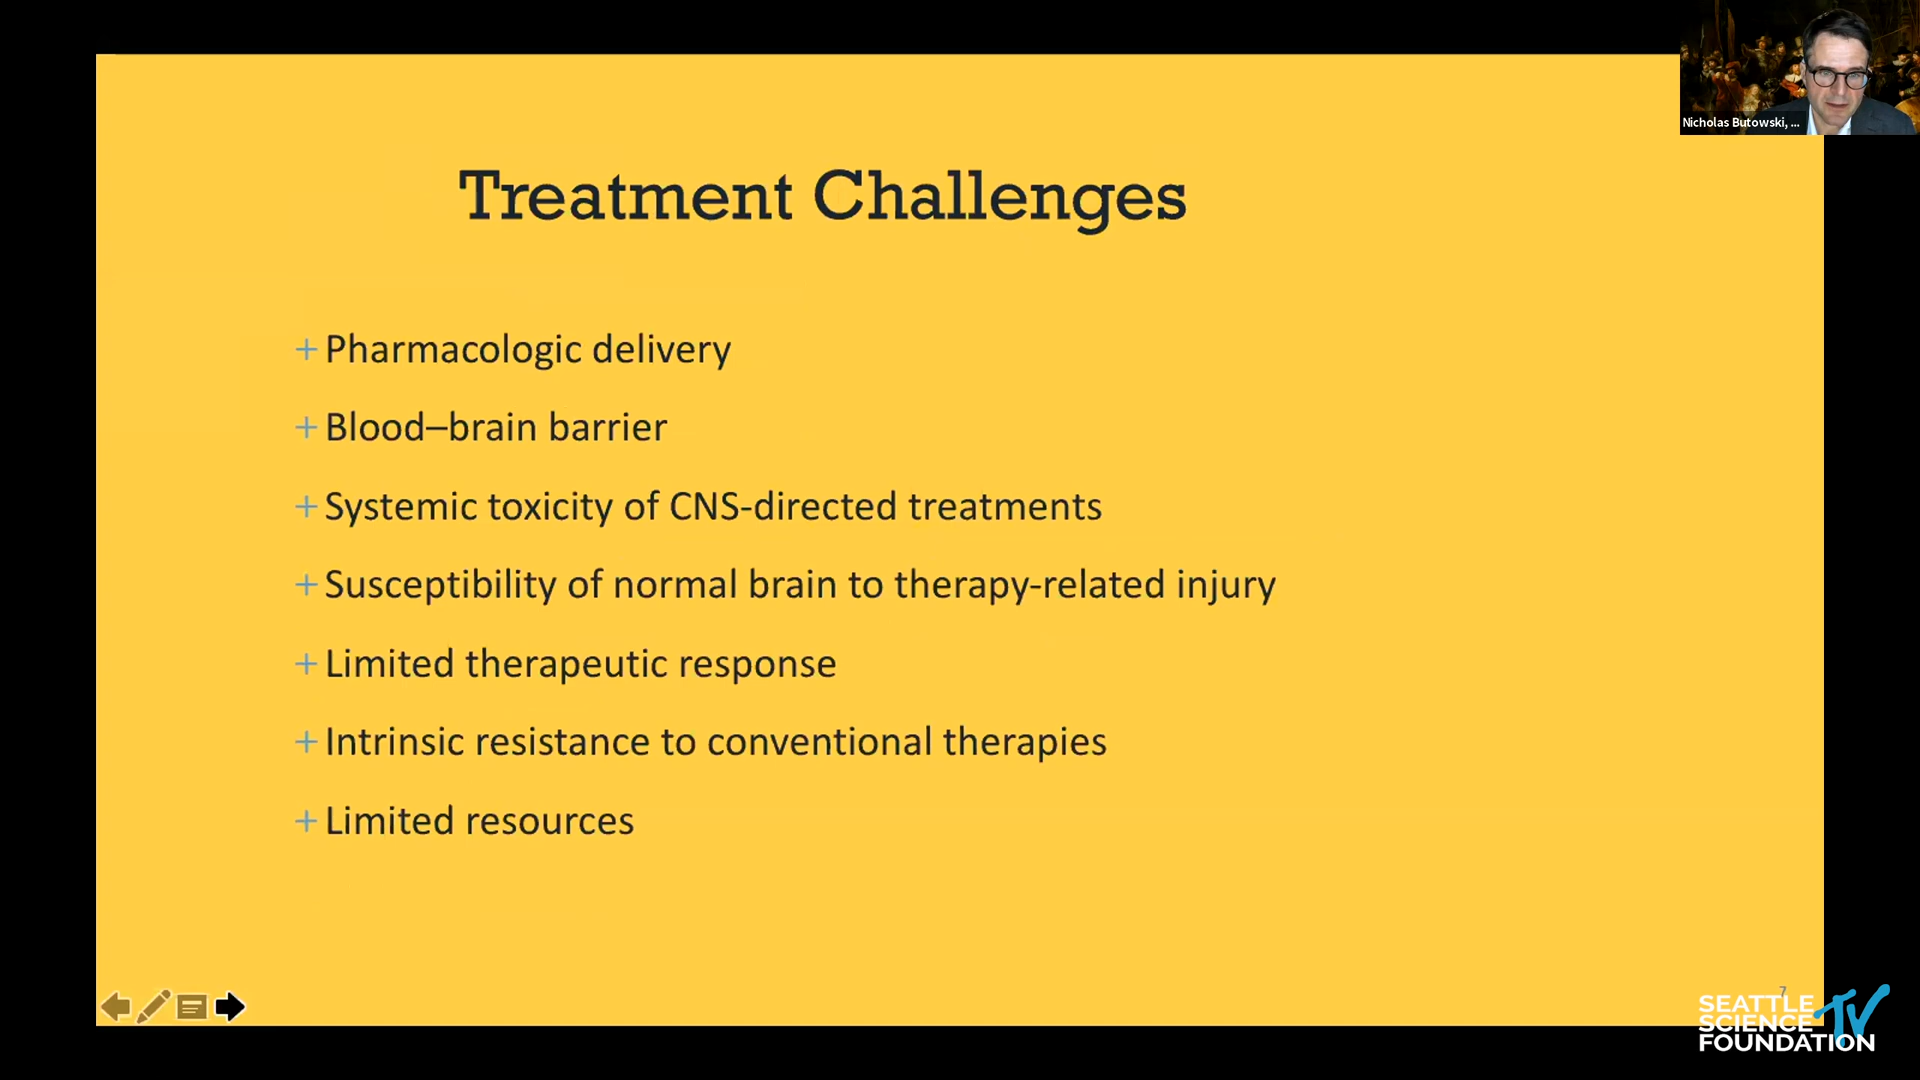 Nicholas Butowski, ...
Treatment Challenges
+ Pharmacologic delivery
+ Blood–brain barrier
+ Systemic toxicity of CNS-directed treatments
+ Susceptibility of normal brain to therapy-related injury
+ Limited therapeutic response
+ Intrinsic resistance to conventional therapies
+ Limited resources
7
SEATTLE
SCIENCE
FOUNDATION
TV